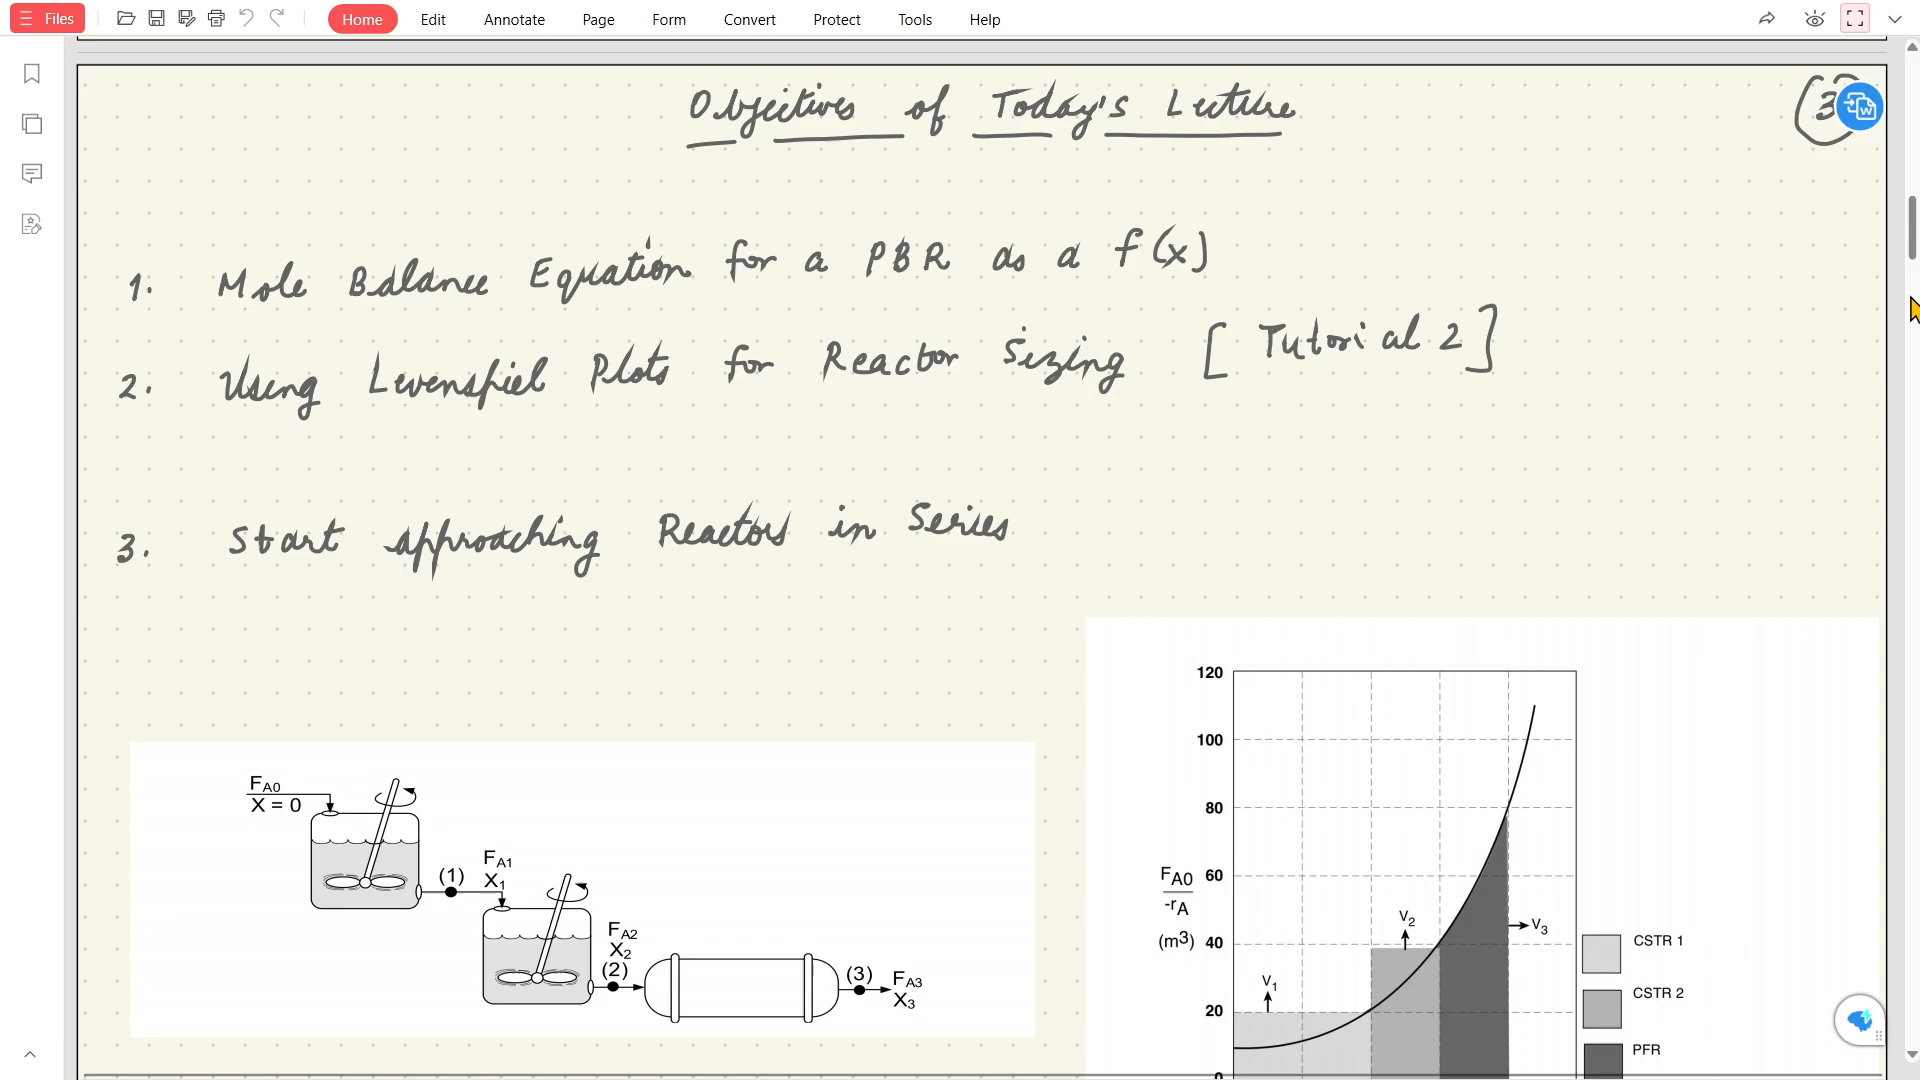 Files Home Edit Annotate Page Form Convert Protect Tools Help
Objectives of Today's Lecture
3
1. Mole Balance Equation for a PBR as a f(x)
2. Using Levenspiel Plots for Reactor Sizing [Tutorial 2]
3. Start approaching Reactors in Series
FA0
X = 0
(1)
FA1
X1
FA2
X2
(2)
(3)
FA3
X3
120
100
80
60
40
20
0
FA0
-rA
(m3)
V1
V2
V3
CSTR 1
CSTR 2
PFR